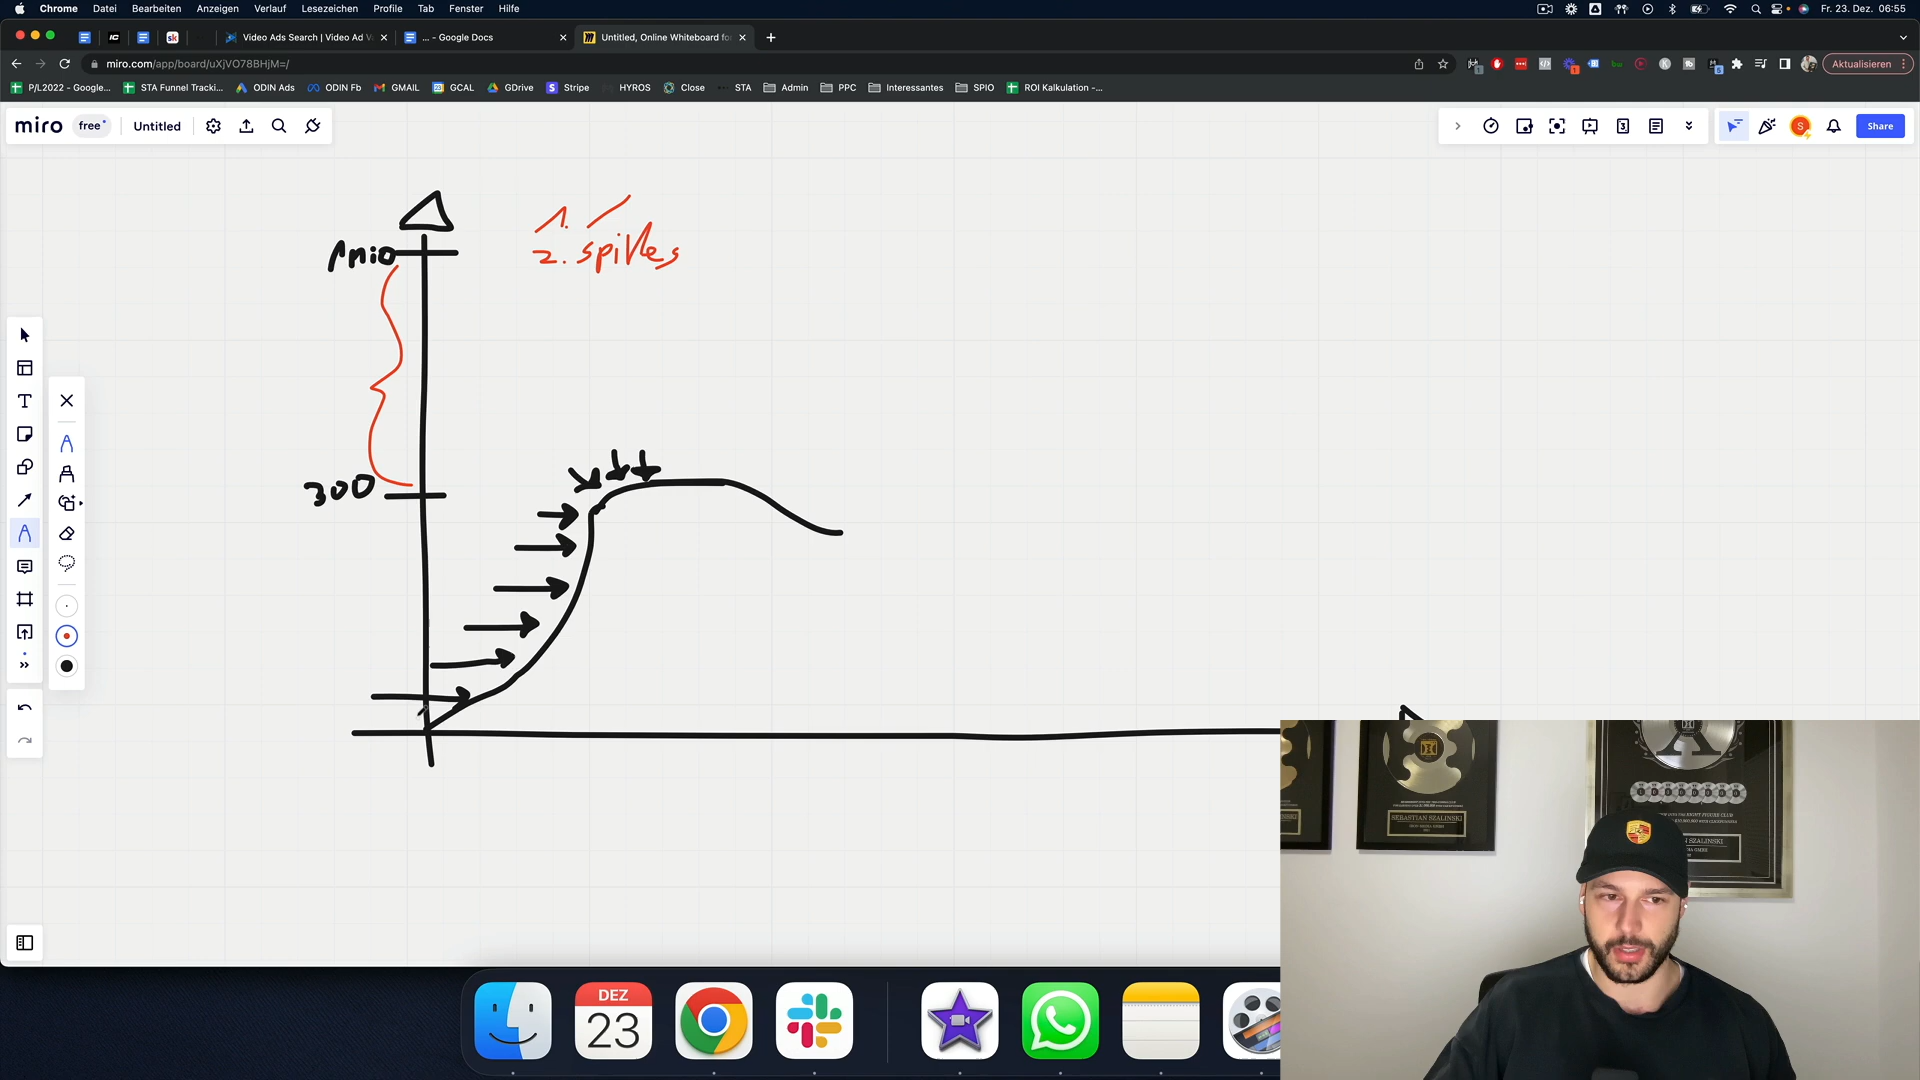 Chrome Datei Bearbeiten Anzeigen Verlauf Lesezeichen Profile Tab Fenster Hilfe Fr. 23. Dez. 06:55
Video Ads Search | Video Ad V ... - Google Docs Untitled, Online Whiteboard fo
miro.com/app/board/uXjVO78BHjM=/ Aktualisieren
P/L2022 - Google... STA Funnel Tracki... ODIN Ads ODIN Fb GMAIL GCAL GDrive Stripe HYROS Close STA Admin PPC Interessantes SPIO ROI Kalkulation -...
miro free Untitled Share
1.
1mio
2. spikes
300
SEBASTIAN SZALINSKI
SZALINSKI
DEZ
23